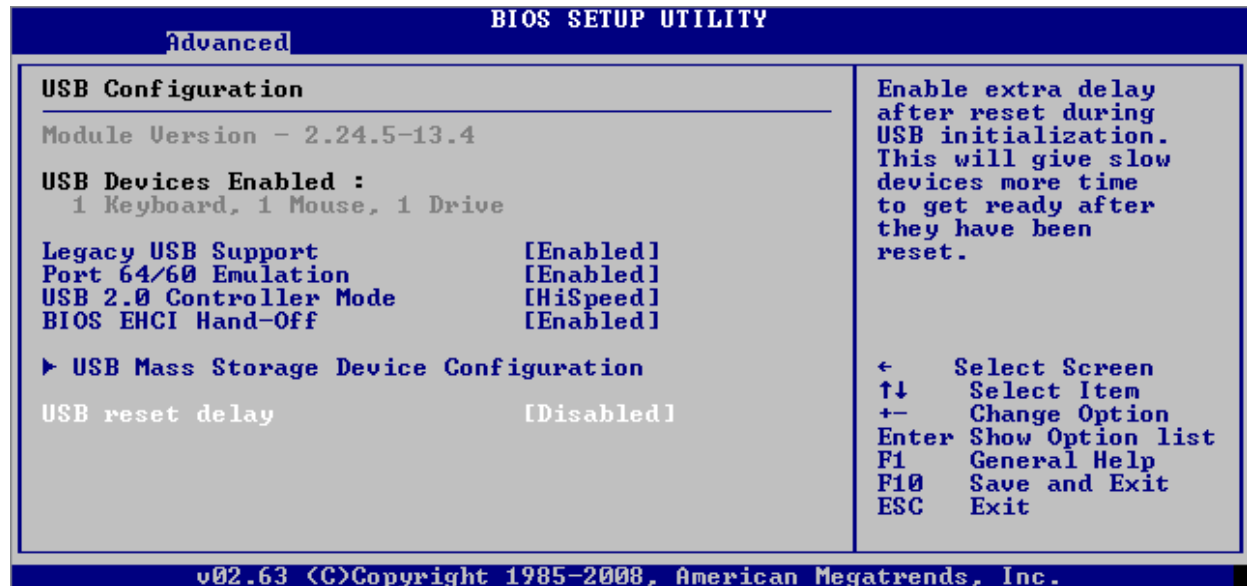 BIOS SETUP UTILITY
Advanced
USB Configuration
Module Version - 2.24.5-13.4
USB Devices Enabled :
1 Keyboard, 1 Mouse, 1 Drive
Legacy USB Support [Enabled]
Port 64/60 Emulation [Enabled]
USB 2.0 Controller Mode [HiSpeed]
BIOS EHCI Hand-Off [Enabled]
▶ USB Mass Storage Device Configuration
USB reset delay [Disabled]
Enable extra delay
after reset during
USB initialization.
This will give slow
devices more time
to get ready after
they have been
reset.
← Select Screen
↑↓ Select Item
+- Change Option
Enter Show Option list
F1 General Help
F10 Save and Exit
ESC Exit
v02.63 (C)Copyright 1985-2008, American Megatrends, Inc.